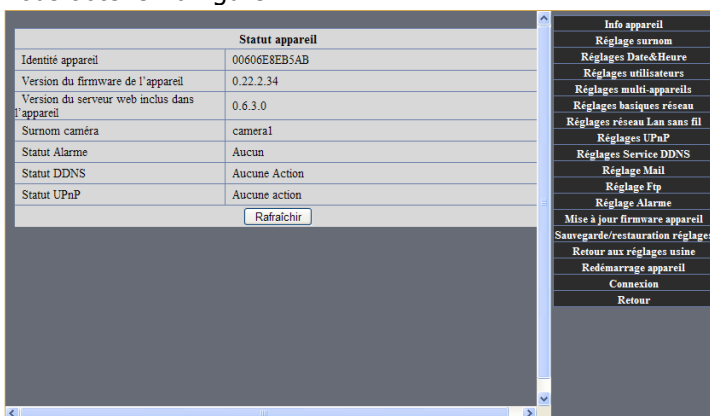 Statut appareil
Identité appareil 00606E8EB5AB
Version du firmware de l'appareil 0.22.2.34
Version du serveur web inclus dans
l'appareil 0.6.3.0
Surnom caméra camera1
Statut Alarme Aucun
Statut DDNS Aucune Action
Statut UPnP Aucune action
Rafraîchir
Info appareil
Réglage surnom
Réglages Date&Heure
Réglages utilisateurs
Réglages multi-appareils
Réglages basiques réseau
Réglages réseau Lan sans fil
Réglages UPnP
Réglages Service DDNS
Réglage Mail
Réglage Ftp
Réglage Alarme
Mise à jour firmware appareil
Sauvegarde/restauration réglages
Retour aux réglages usine
Redémarrage appareil
Connexion
Retour